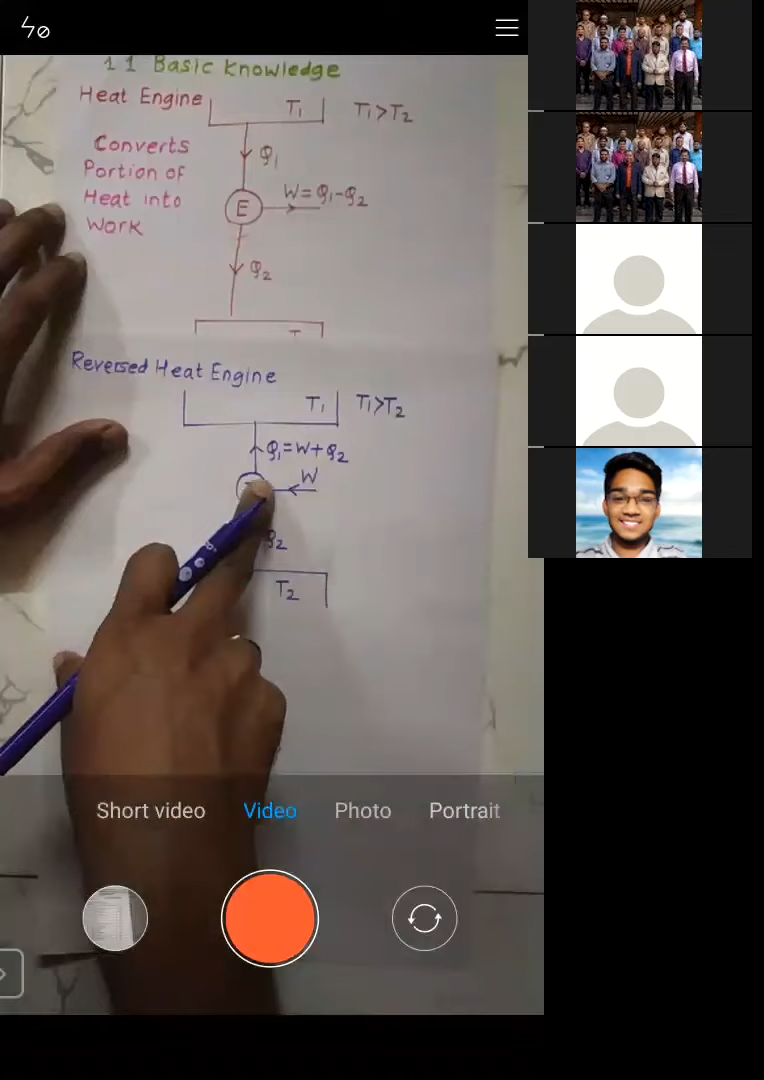 1 1 Basic Knowledge
Heat Engine
T1
T1>T2
Converts
Portion of
Heat into
Work
Q1
E
W=Q1-Q2
Q2
T
Reversed Heat Engine
T1
T1>T2
Q1=W+Q2
W
Q2
T2
Short video Video Photo Portrait